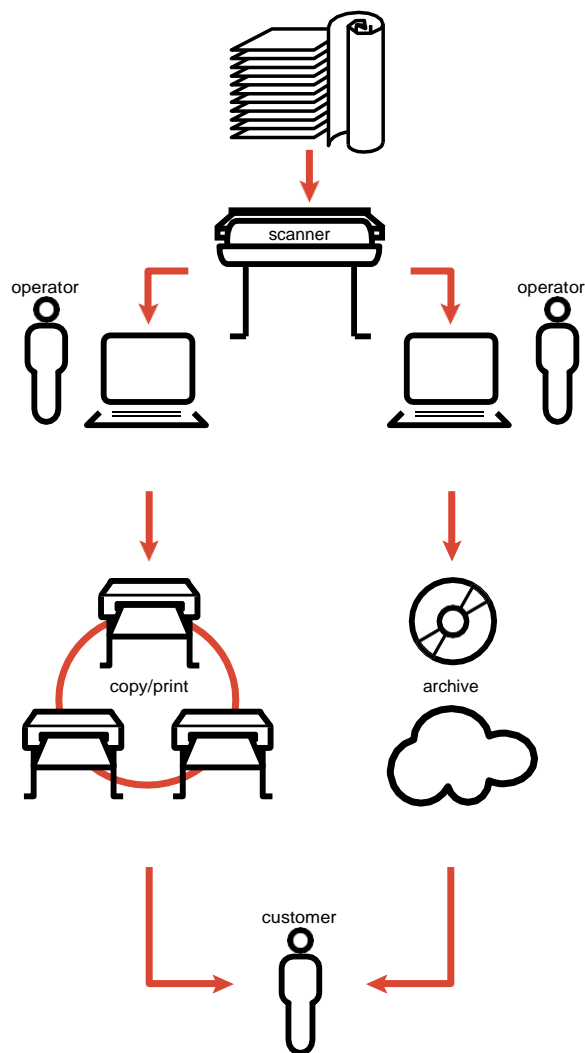 scanner
operator
operator
copy/print
archive
customer